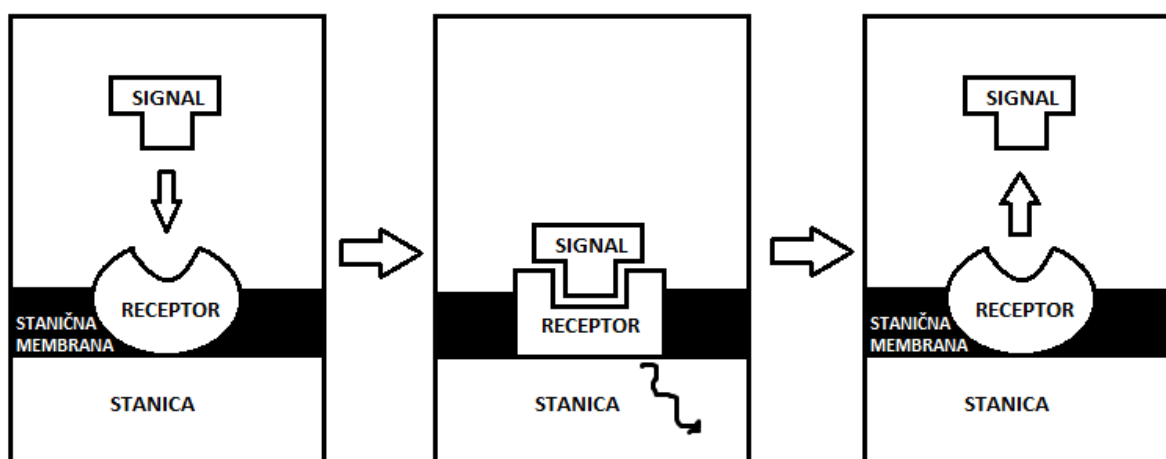 SIGNAL
RECEPTOR
STANIČNA
MEMBRANA
STANICA
SIGNAL
RECEPTOR
STANICA
SIGNAL
RECEPTOR
STANIČNA
MEMBRANA
STANICA